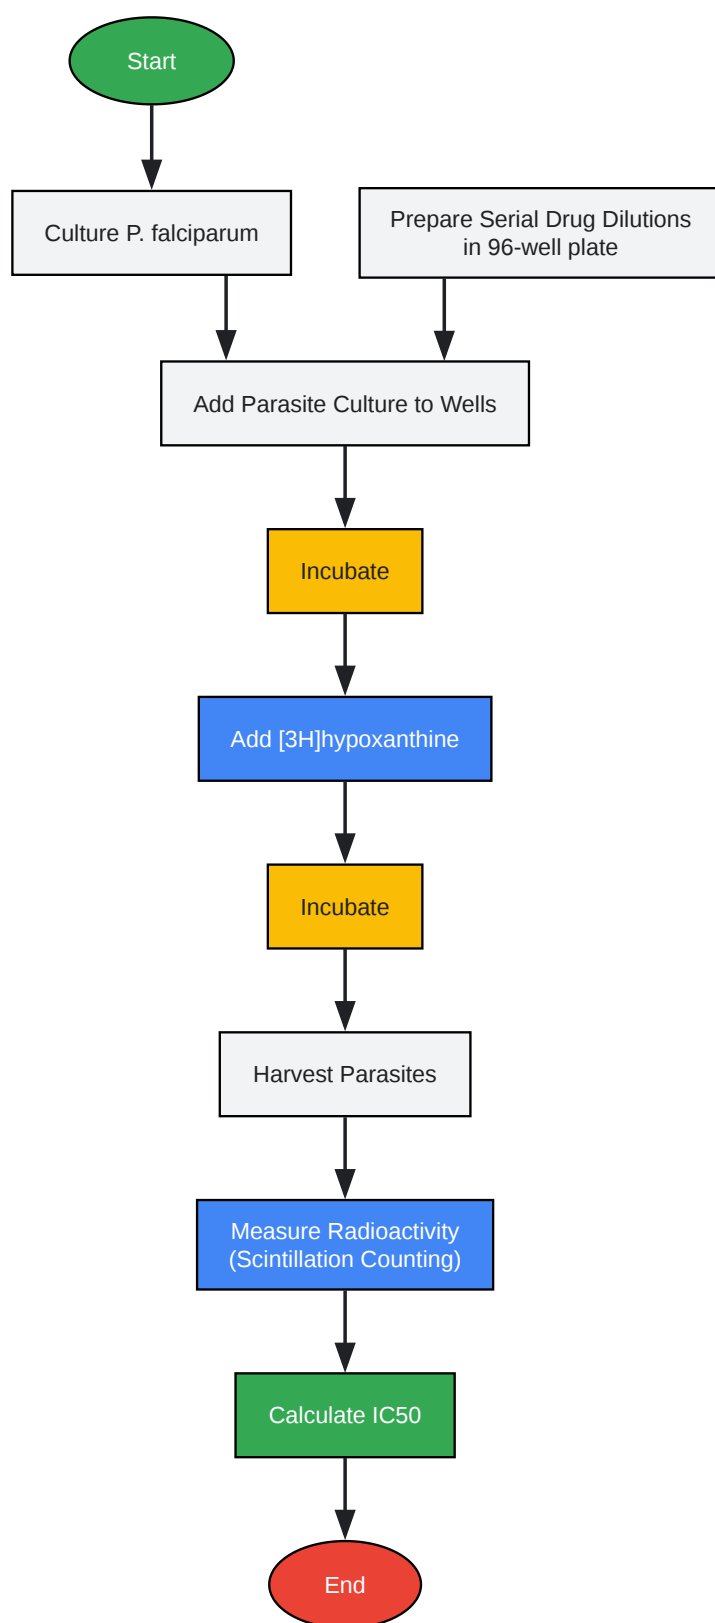 Start
Culture P. falciparum
Prepare Serial Drug Dilutions
in 96-well plate
Add Parasite Culture to Wells
Incubate
Add [3H]hypoxanthine
Incubate
Harvest Parasites
Measure Radioactivity
(Scintillation Counting)
Calculate IC50
End